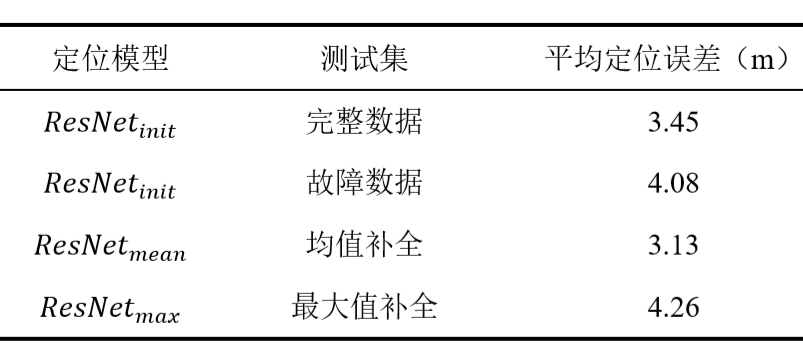 定位模型 测试集 平均定位误差（m）
ResNet_init 完整数据 3.45
ResNet_init 故障数据 4.08
ResNet_mean 均值补全 3.13
ResNet_max 最大值补全 4.26